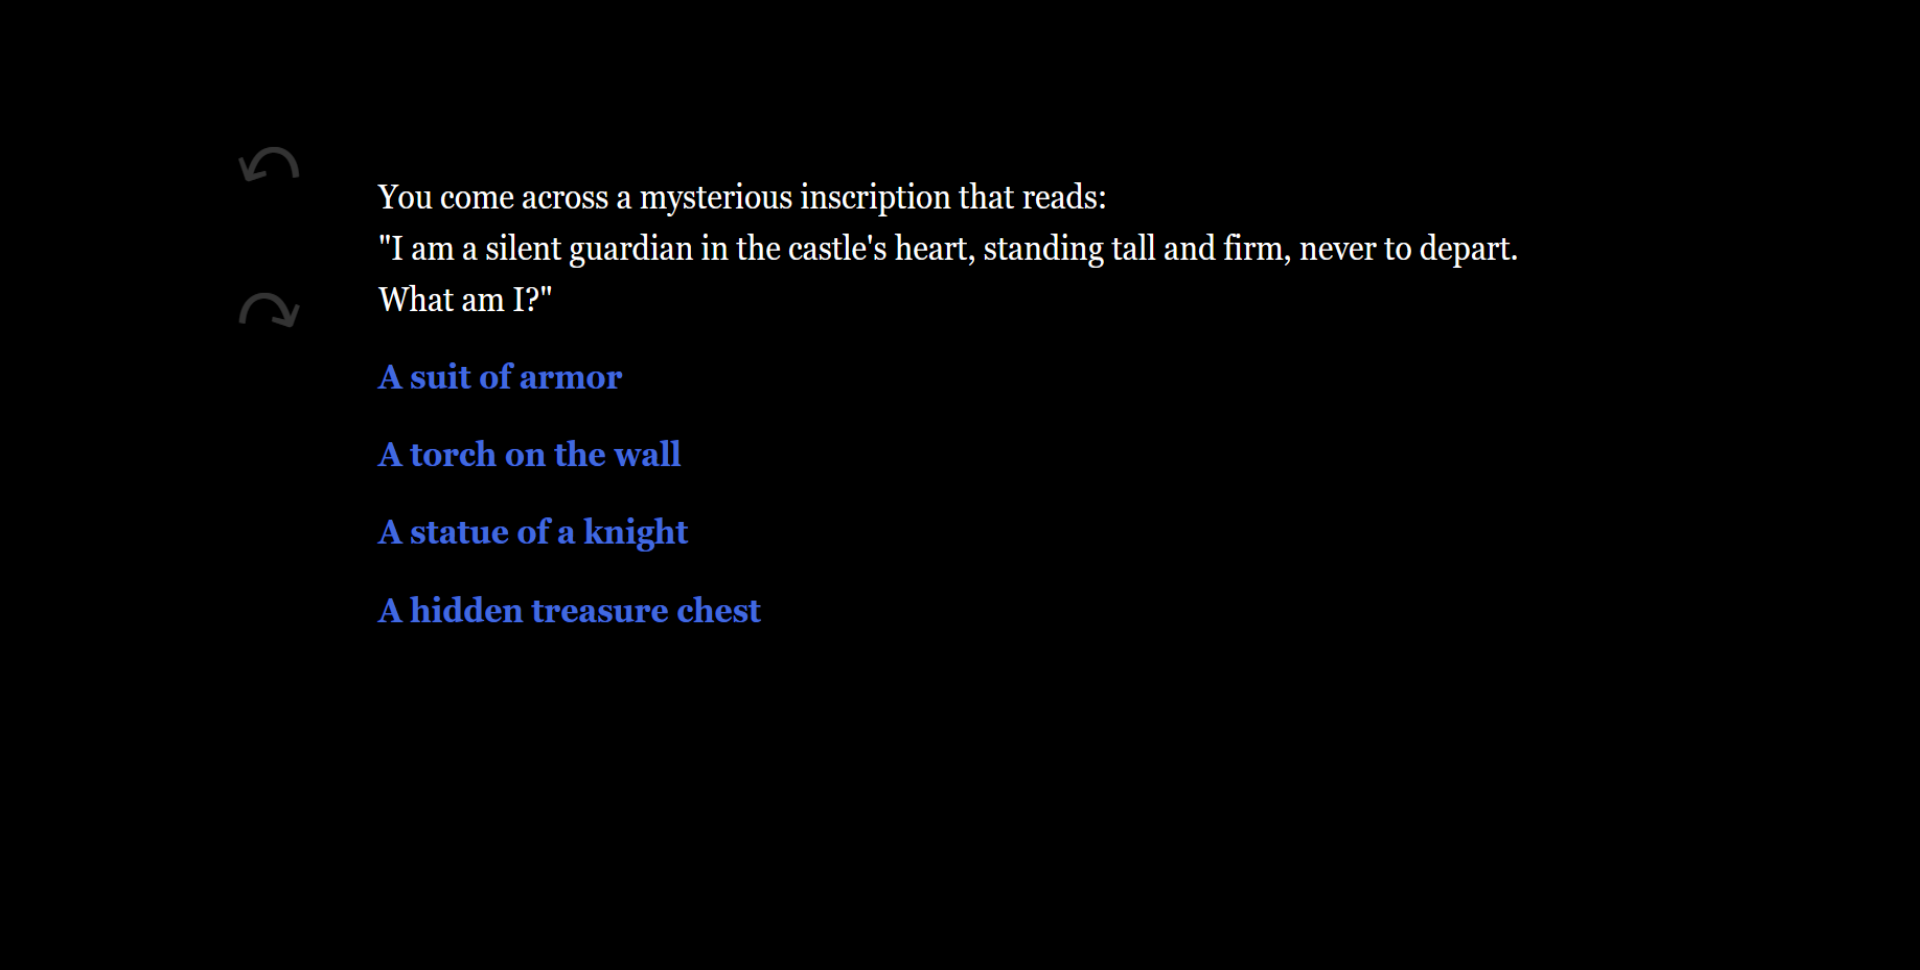 You come across a mysterious inscription that reads:
"I am a silent guardian in the castle's heart, standing tall and firm, never to depart.
What am I?"
A suit of armor
A torch on the wall
A statue of a knight
A hidden treasure chest